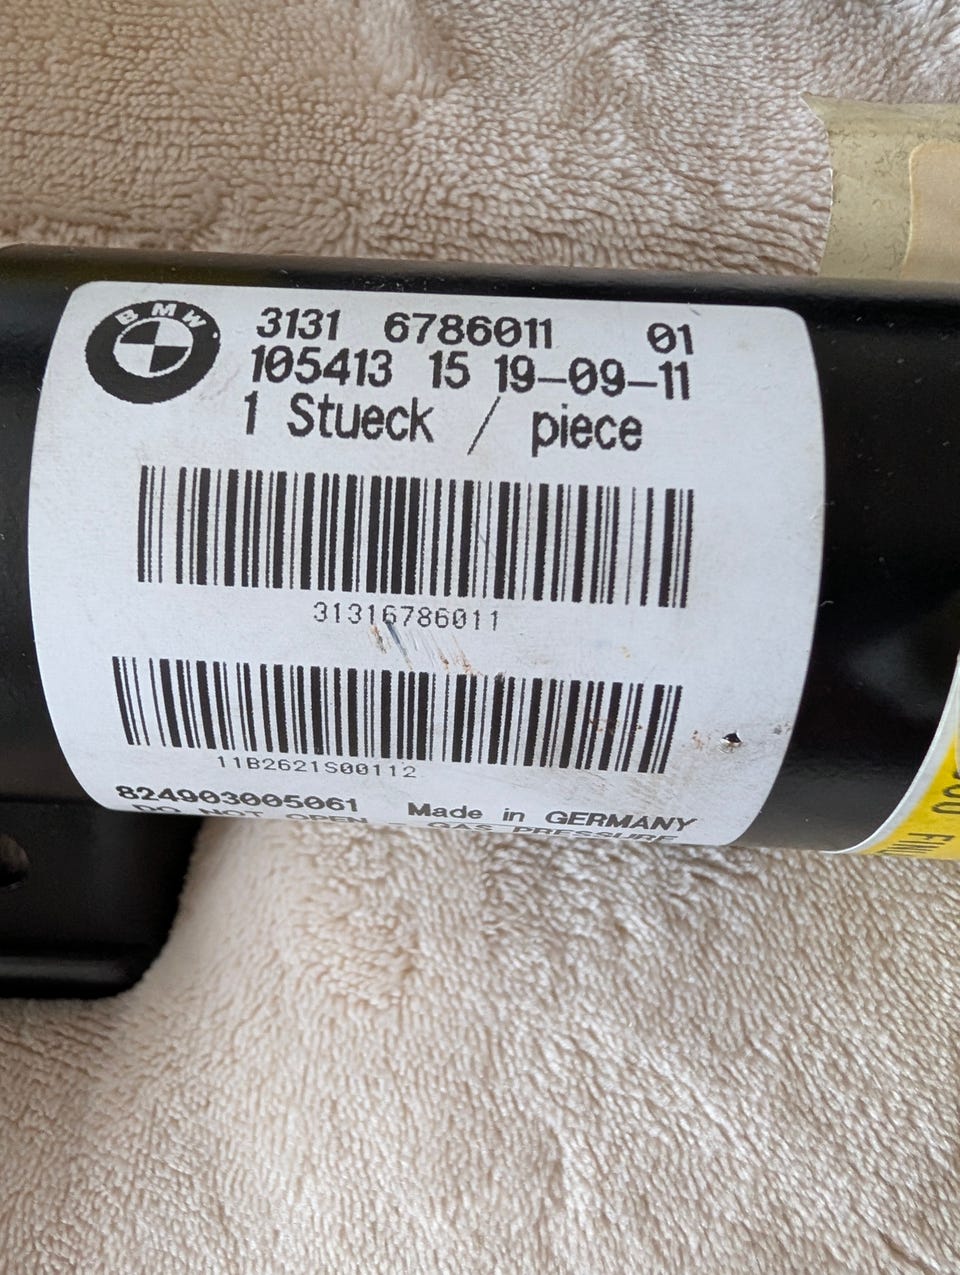 BMW
3131 6786011 01
105413 15 19-09-11
1 Stueck / piece
31316786011
11B2621S00112
824903005061 Made in GERMANY
DO NOT OPEN - GAS PRESSURE